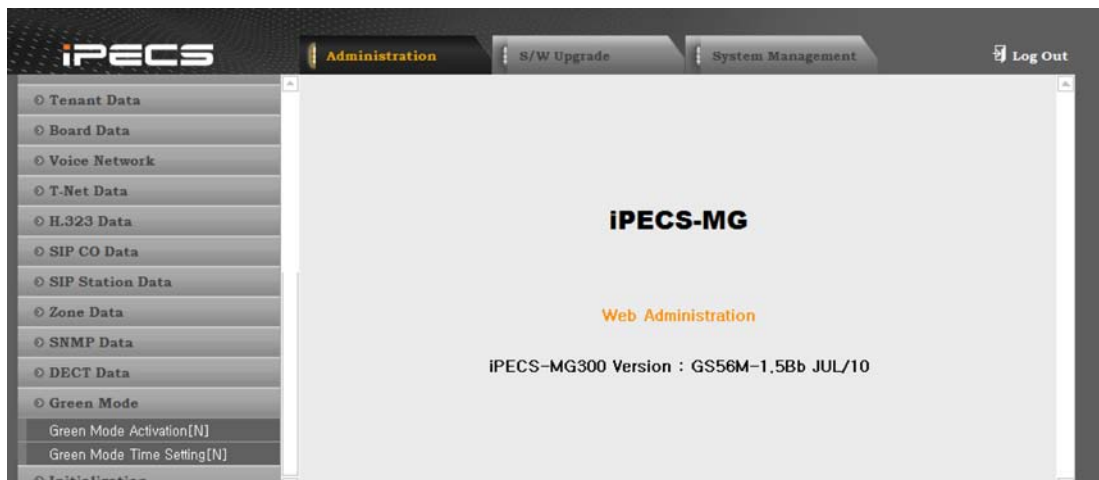 iPECS
Administration
S/W Upgrade
System Management
Log Out
Tenant Data
Board Data
Voice Network
T-Net Data
H.323 Data
SIP CO Data
SIP Station Data
Zone Data
SNMP Data
DECT Data
Green Mode
Green Mode Activation[N]
Green Mode Time Setting[N]
Initialization
iPECS-MG
Web Administration
iPECS-MG300 Version : GS56M-1.5Bb JUL/10